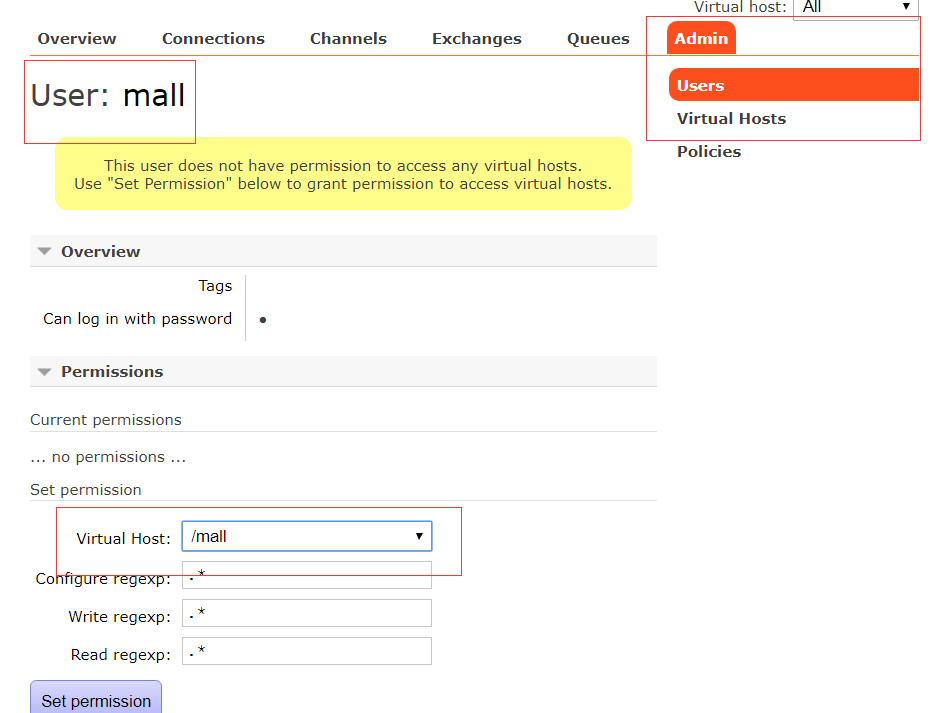 Virtual host: All
Overview Connections Channels Exchanges Queues Admin
User: mall
Users
Virtual Hosts
Policies
This user does not have permission to access any virtual hosts.
Use "Set Permission" below to grant permission to access virtual hosts.
Overview
Tags
Can log in with password •
Permissions
Current permissions
... no permissions ...
Set permission
Virtual Host: /mall
Configure regexp: .*
Write regexp: .*
Read regexp: .*
Set permission